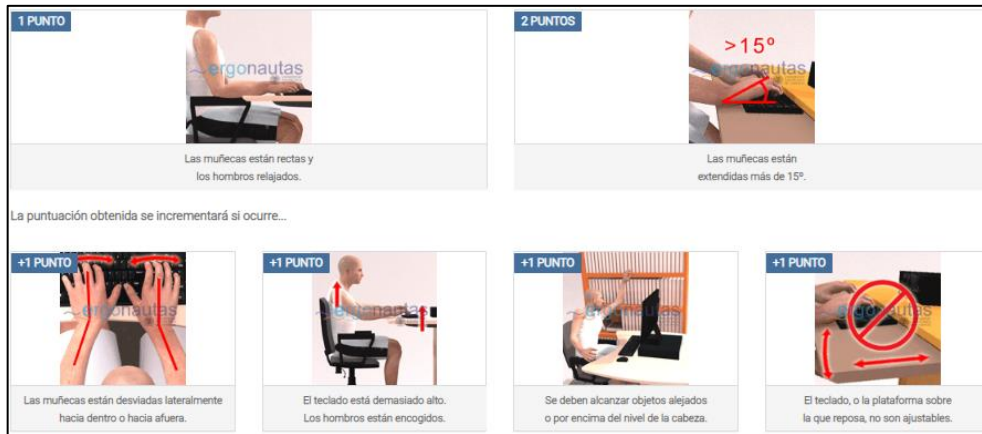 1 PUNTO
ergonautas
Las muñecas están rectas y
los hombros relajados.
2 PUNTOS
>15º
ergonautas
Las muñecas están
extendidas más de 15º.
La puntuación obtenida se incrementará si ocurre...
+1 PUNTO
ergonautas
Las muñecas están desviadas lateralmente
hacia dentro o hacia afuera.
+1 PUNTO
ergonautas
El teclado está demasiado alto.
Los hombros están encogidos.
+1 PUNTO
ergonautas
Se deben alcanzar objetos alejados
o por encima del nivel de la cabeza.
+1 PUNTO
ergonautas
El teclado, o la plataforma sobre
la que reposa, no son ajustables.